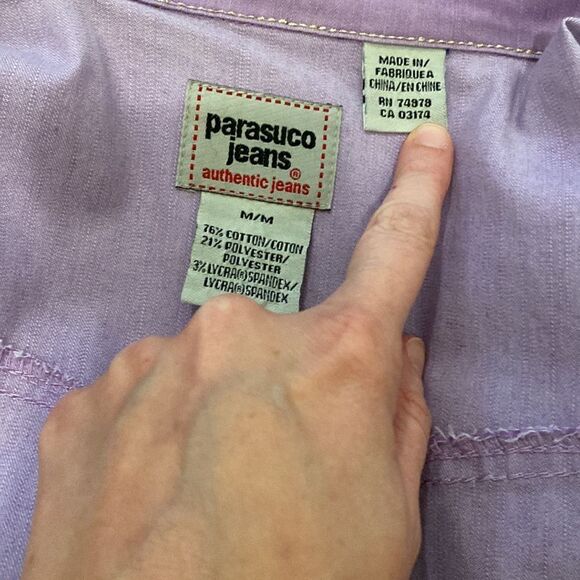 parasuco
jeans®
authentic jeans
M/M
76% COTTON/COTON
21% POLYESTER/
POLYESTER
3% LYCRA®SPANDEX/
LYCRA®SPANDEX
MADE IN/
FABRIQUE A
CHINA/EN CHINE
RN 74978
CA 03174